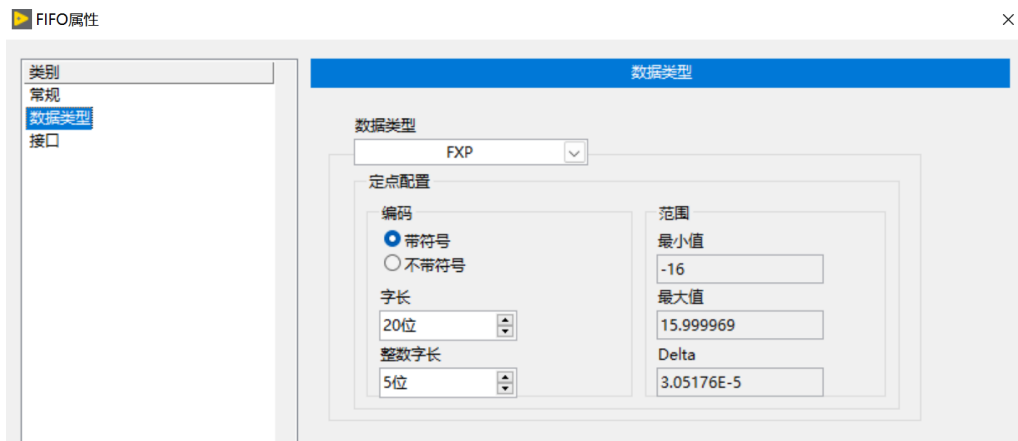 FIFO属性
类别
常规
数据类型
接口
数据类型
数据类型
FXP
定点配置
编码
带符号
不带符号
字长
20位
整数字长
5位
范围
最小值
-16
最大值
15.999969
Delta
3.05176E-5